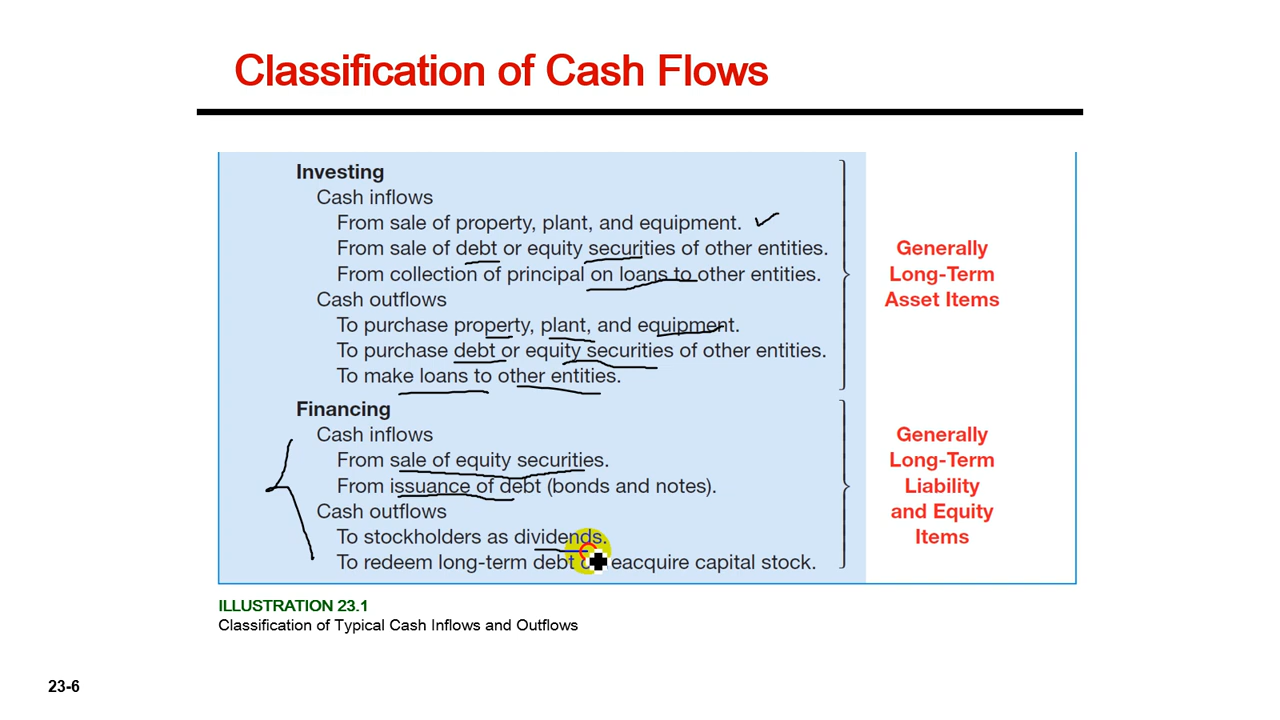 Classification of Cash Flows
Investing
Cash inflows
From sale of property, plant, and equipment.
From sale of debt or equity securities of other entities.
From collection of principal on loans to other entities.
Cash outflows
To purchase property, plant, and equipment.
To purchase debt or equity securities of other entities.
To make loans to other entities.
Generally
Long-Term
Asset Items
Financing
Cash inflows
From sale of equity securities.
From issuance of debt (bonds and notes).
Cash outflows
To stockholders as dividends.
To redeem long-term debt eacquire capital stock.
Generally
Long-Term
Liability
and Equity
Items
ILLUSTRATION 23.1
Classification of Typical Cash Inflows and Outflows
23-6